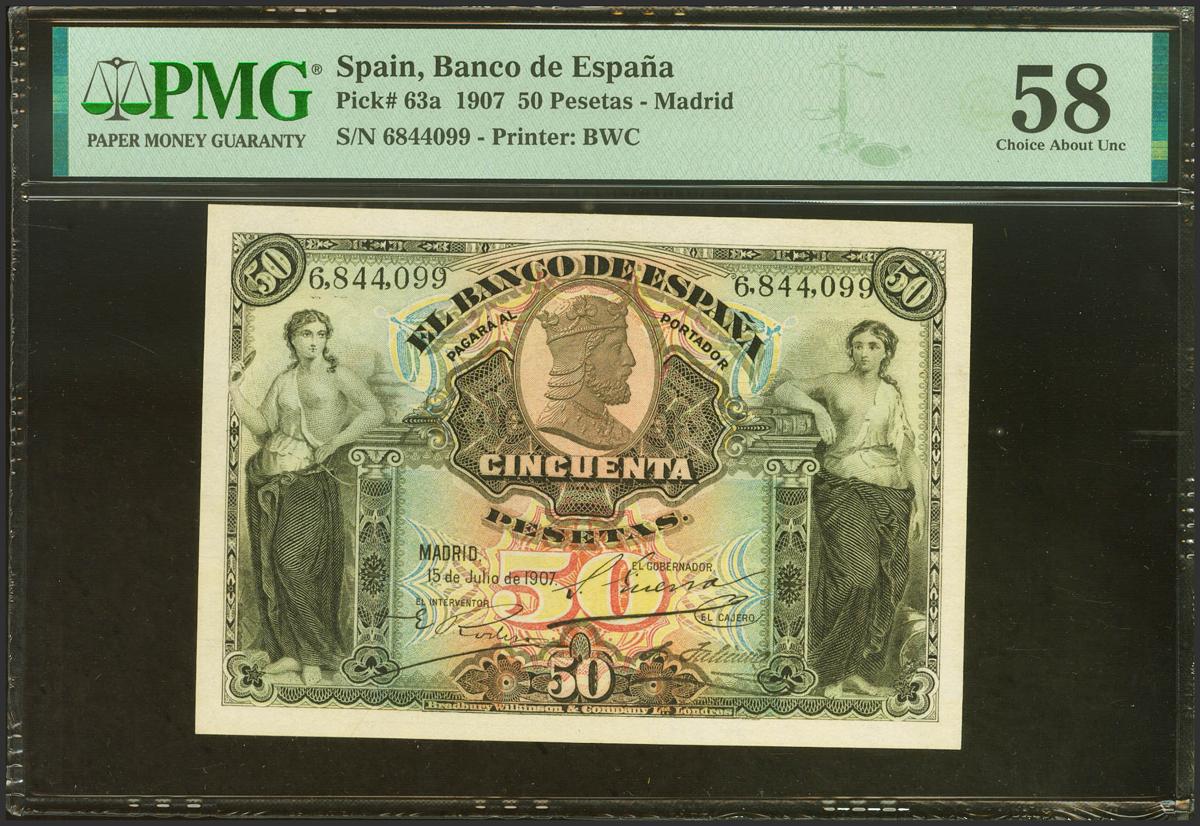 PMG®
PAPER MONEY GUARANTY
Spain, Banco de España
Pick# 63a 1907 50 Pesetas - Madrid
S/N 6844099 - Printer: BWC
58
Choice About Unc
50
6,844,099
6,844,099
50
EL BANCO DE ESPAÑA
PAGARÁ AL
PORTADOR
CINCUENTA
PESETAS.
MADRID
15 de Julio de 1907.
50
EL GOBERNADOR
EL INTERVENTOR
EL CAJERO
50
Bradbury Wilkinson & Company Ld. Londres